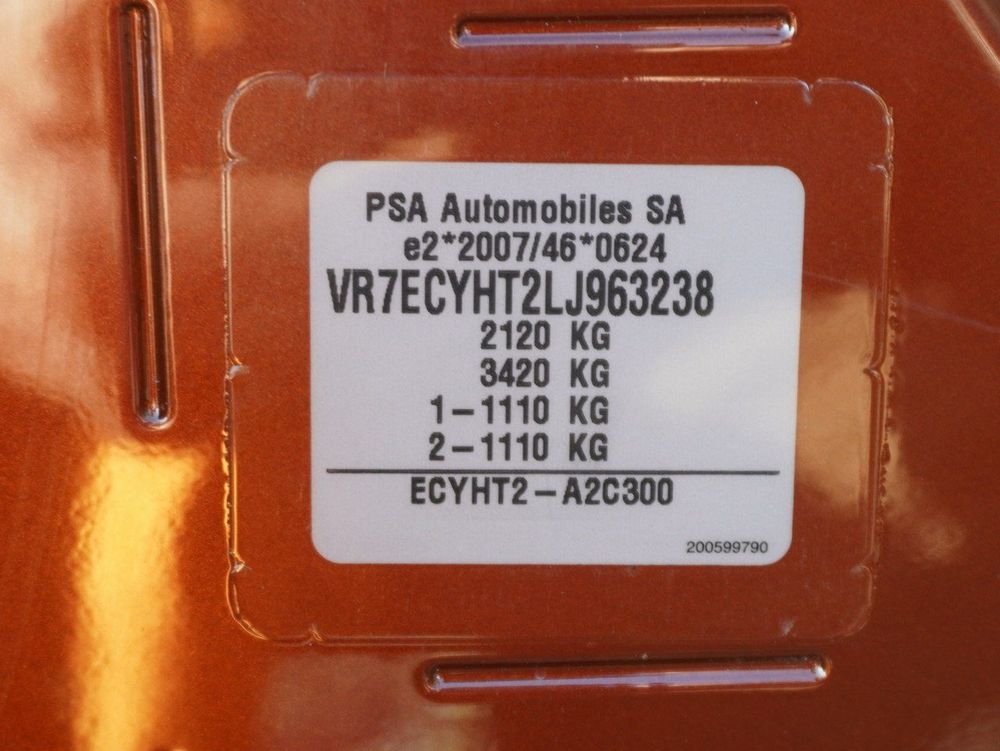 PSA Automobiles SA
e2*2007/46*0624
VR7ECYHT2LJ963238
2120 KG
3420 KG
1-1110 KG
2-1110 KG
ECYHT2-A2C300
200599790